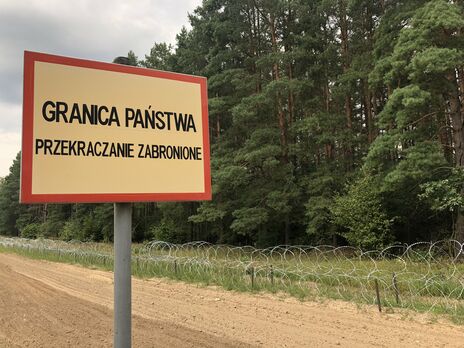 GRANICA PAŃSTWA
PRZEKRACZANIE ZABRONIONE